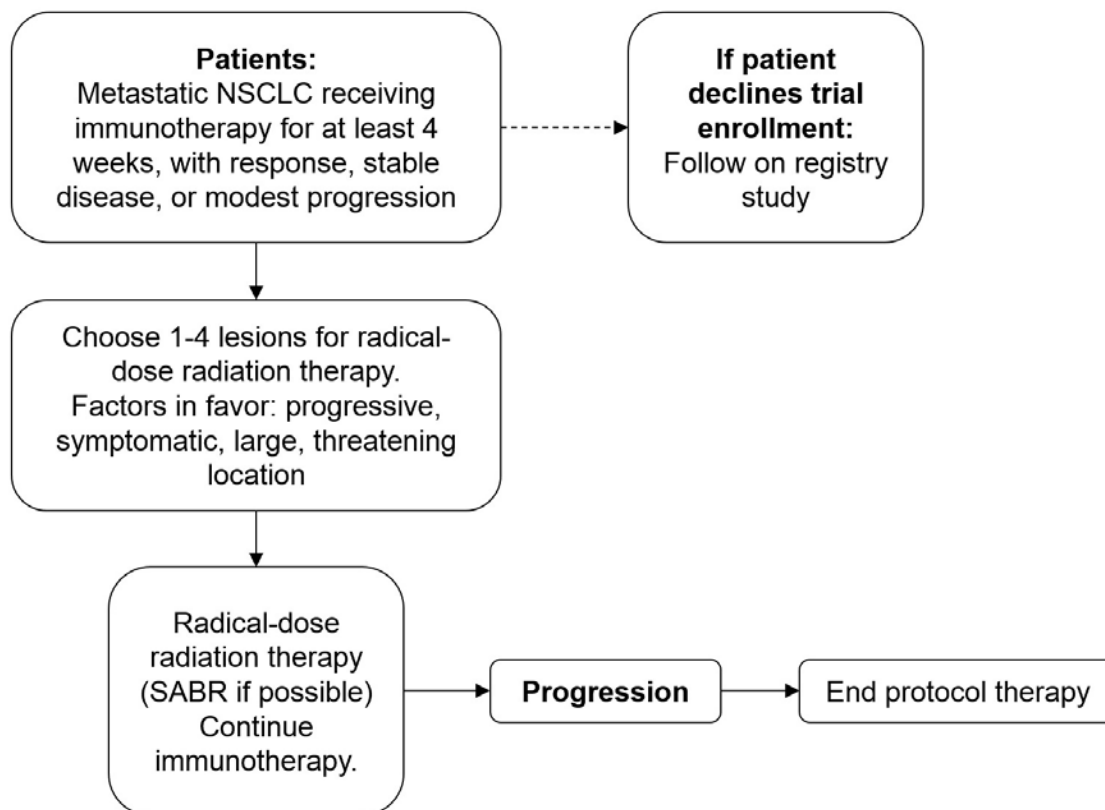 Patients:
Metastatic NSCLC receiving
immunotherapy for at least 4
weeks, with response, stable
disease, or modest progression
If patient
declines trial
enrollment:
Follow on registry
study
Choose 1-4 lesions for radical-
dose radiation therapy.
Factors in favor: progressive,
symptomatic, large, threatening
location
Radical-dose
radiation therapy
(SABR if possible)
Continue
immunotherapy.
Progression
End protocol therapy